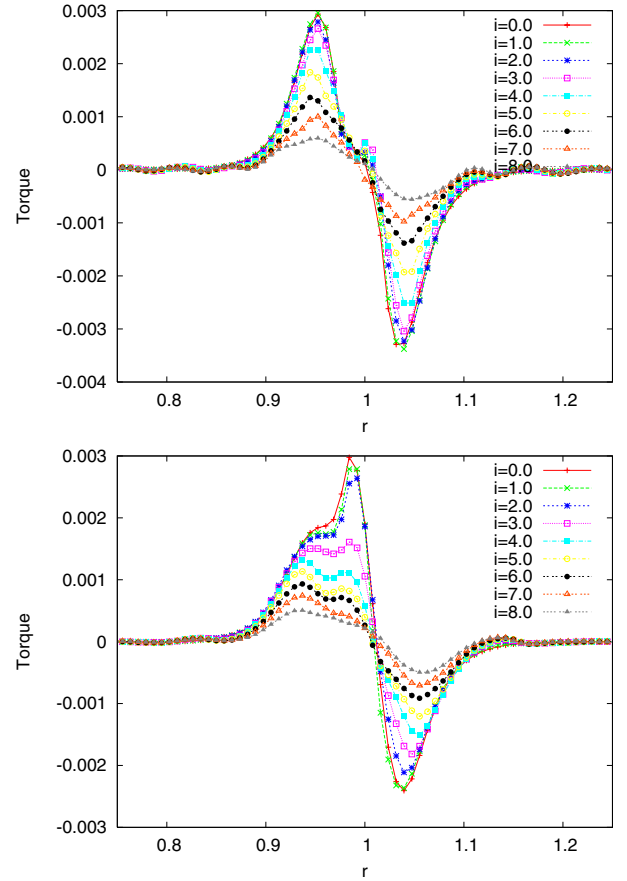 0.003
0.002
0.001
0
-0.001
-0.002
-0.003
-0.004
Torque
0.8
0.9
1
1.1
1.2
r
i=0.0
i=1.0
i=2.0
i=3.0
i=4.0
i=5.0
i=6.0
i=7.0
i=8.0
0.003
0.002
0.001
0
-0.001
-0.002
-0.003
Torque
0.8
0.9
1
1.1
1.2
r
i=0.0
i=1.0
i=2.0
i=3.0
i=4.0
i=5.0
i=6.0
i=7.0
i=8.0